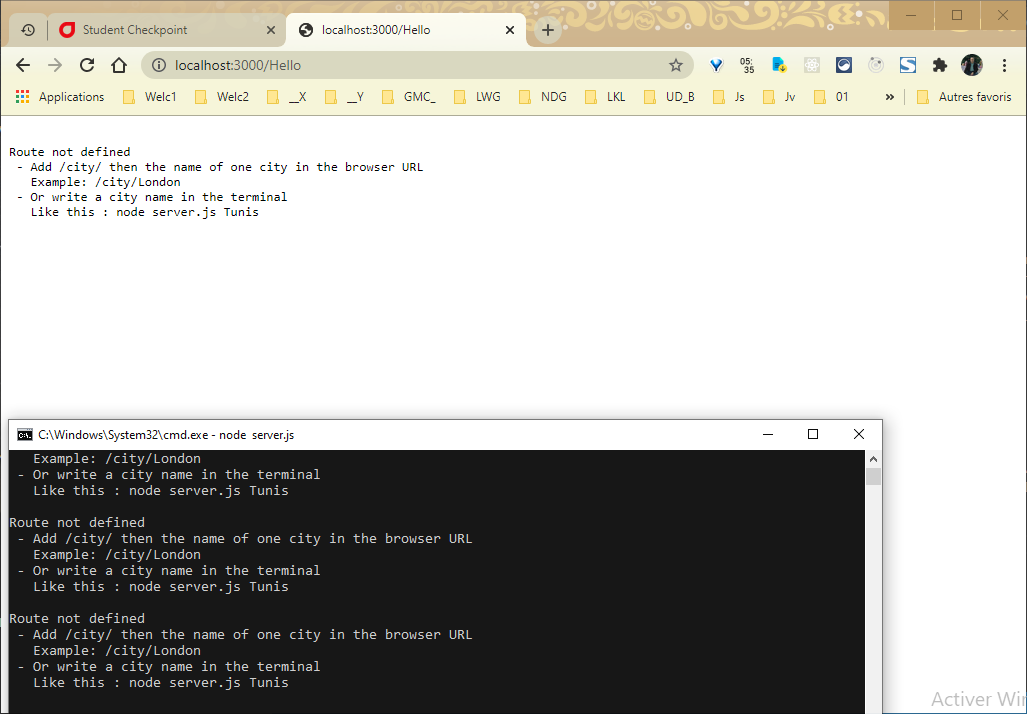 Student Checkpoint
localhost:3000/Hello
localhost:3000/Hello
05:
35
Applications Welc1 Welc2 __X __Y GMC_ LWG NDG LKL UD_B Js Jv 01 » Autres favoris
Route not defined
- Add /city/ then the name of one city in the browser URL
Example: /city/London
- Or write a city name in the terminal
Like this : node server.js Tunis
C:\Windows\System32\cmd.exe - node server.js
Example: /city/London
- Or write a city name in the terminal
Like this : node server.js Tunis
Route not defined
- Add /city/ then the name of one city in the browser URL
Example: /city/London
- Or write a city name in the terminal
Like this : node server.js Tunis
Route not defined
- Add /city/ then the name of one city in the browser URL
Example: /city/London
- Or write a city name in the terminal
Like this : node server.js Tunis
Activer Wi